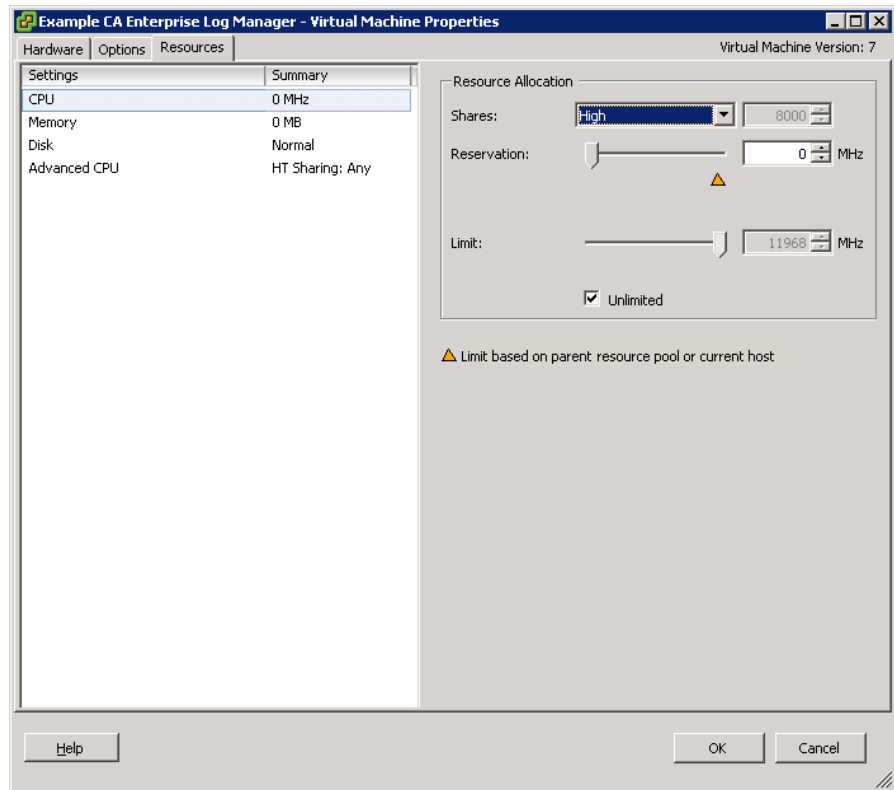 Example CA Enterprise Log Manager - Virtual Machine Properties
Hardware Options Resources Virtual Machine Version: 7
Settings Summary
CPU 0 MHz
Memory 0 MB
Disk Normal
Advanced CPU HT Sharing: Any
Resource Allocation
Shares: High 8000
Reservation: 0 MHz
Limit: 11968 MHz
Unlimited
Limit based on parent resource pool or current host
Help OK Cancel